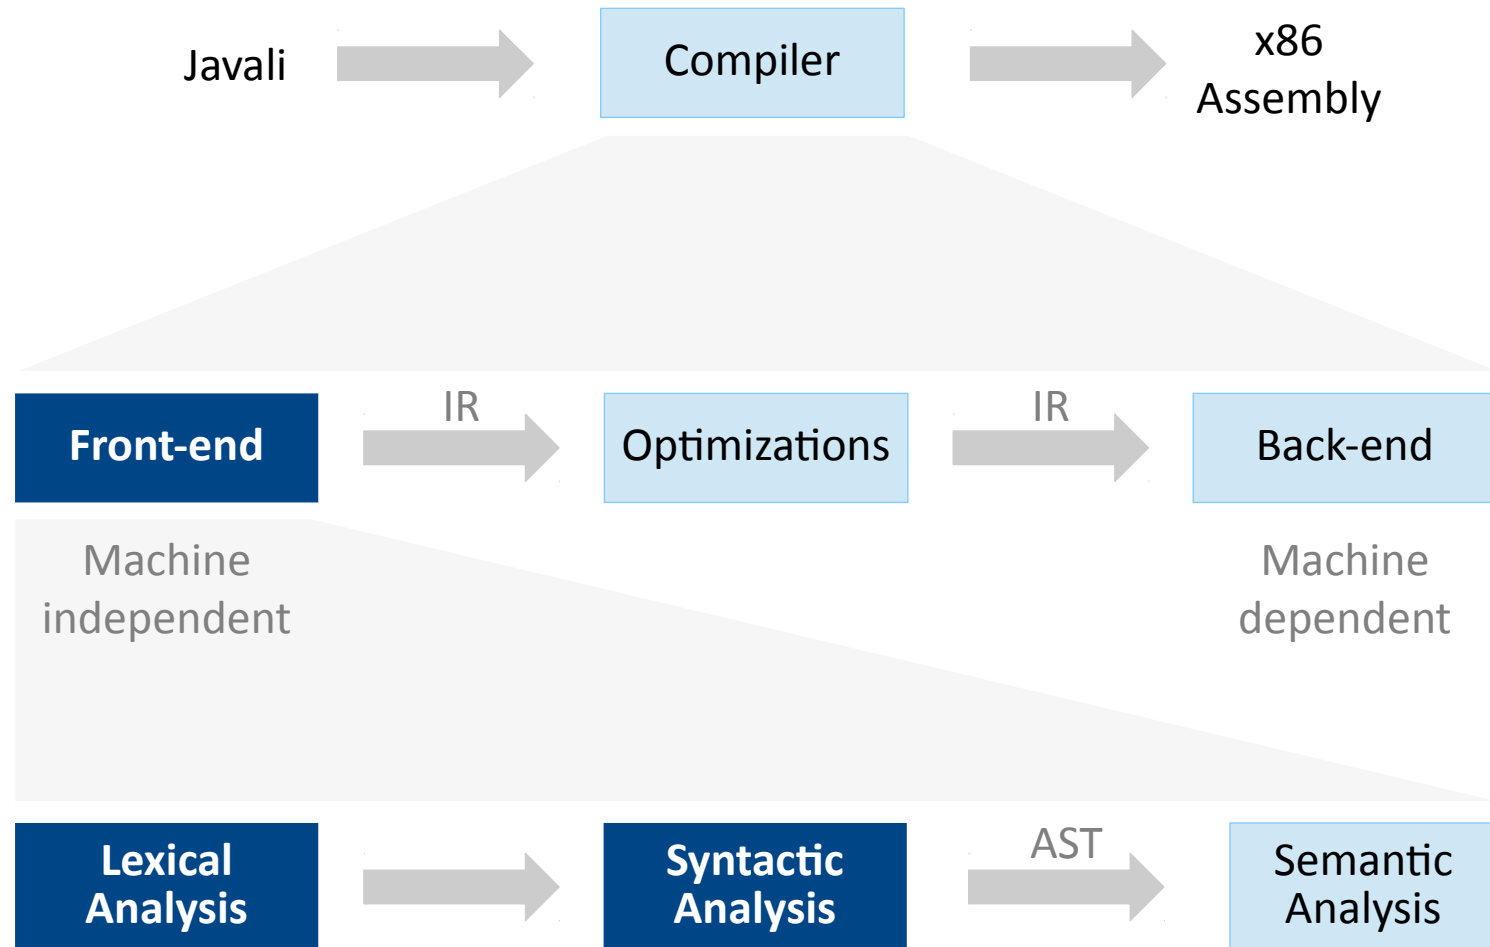 Javali
Compiler
x86
Assembly
IR
IR
Front-end
Optimizations
Back-end
Machine
independent
Machine
dependent
Lexical
Analysis
Syntactic
Analysis
AST
Semantic
Analysis